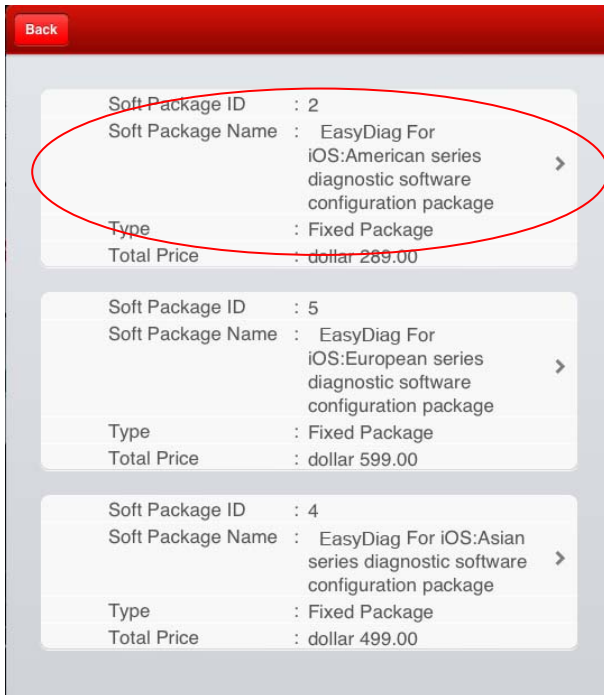 Back
Soft Package ID : 2
Soft Package Name : EasyDiag For
iOS:American series
diagnostic software
configuration package
Type : Fixed Package
Total Price : dollar 289.00
Soft Package ID : 5
Soft Package Name : EasyDiag For
iOS:European series
diagnostic software
configuration package
Type : Fixed Package
Total Price : dollar 599.00
Soft Package ID : 4
Soft Package Name : EasyDiag For iOS:Asian
series diagnostic software
configuration package
Type : Fixed Package
Total Price : dollar 499.00